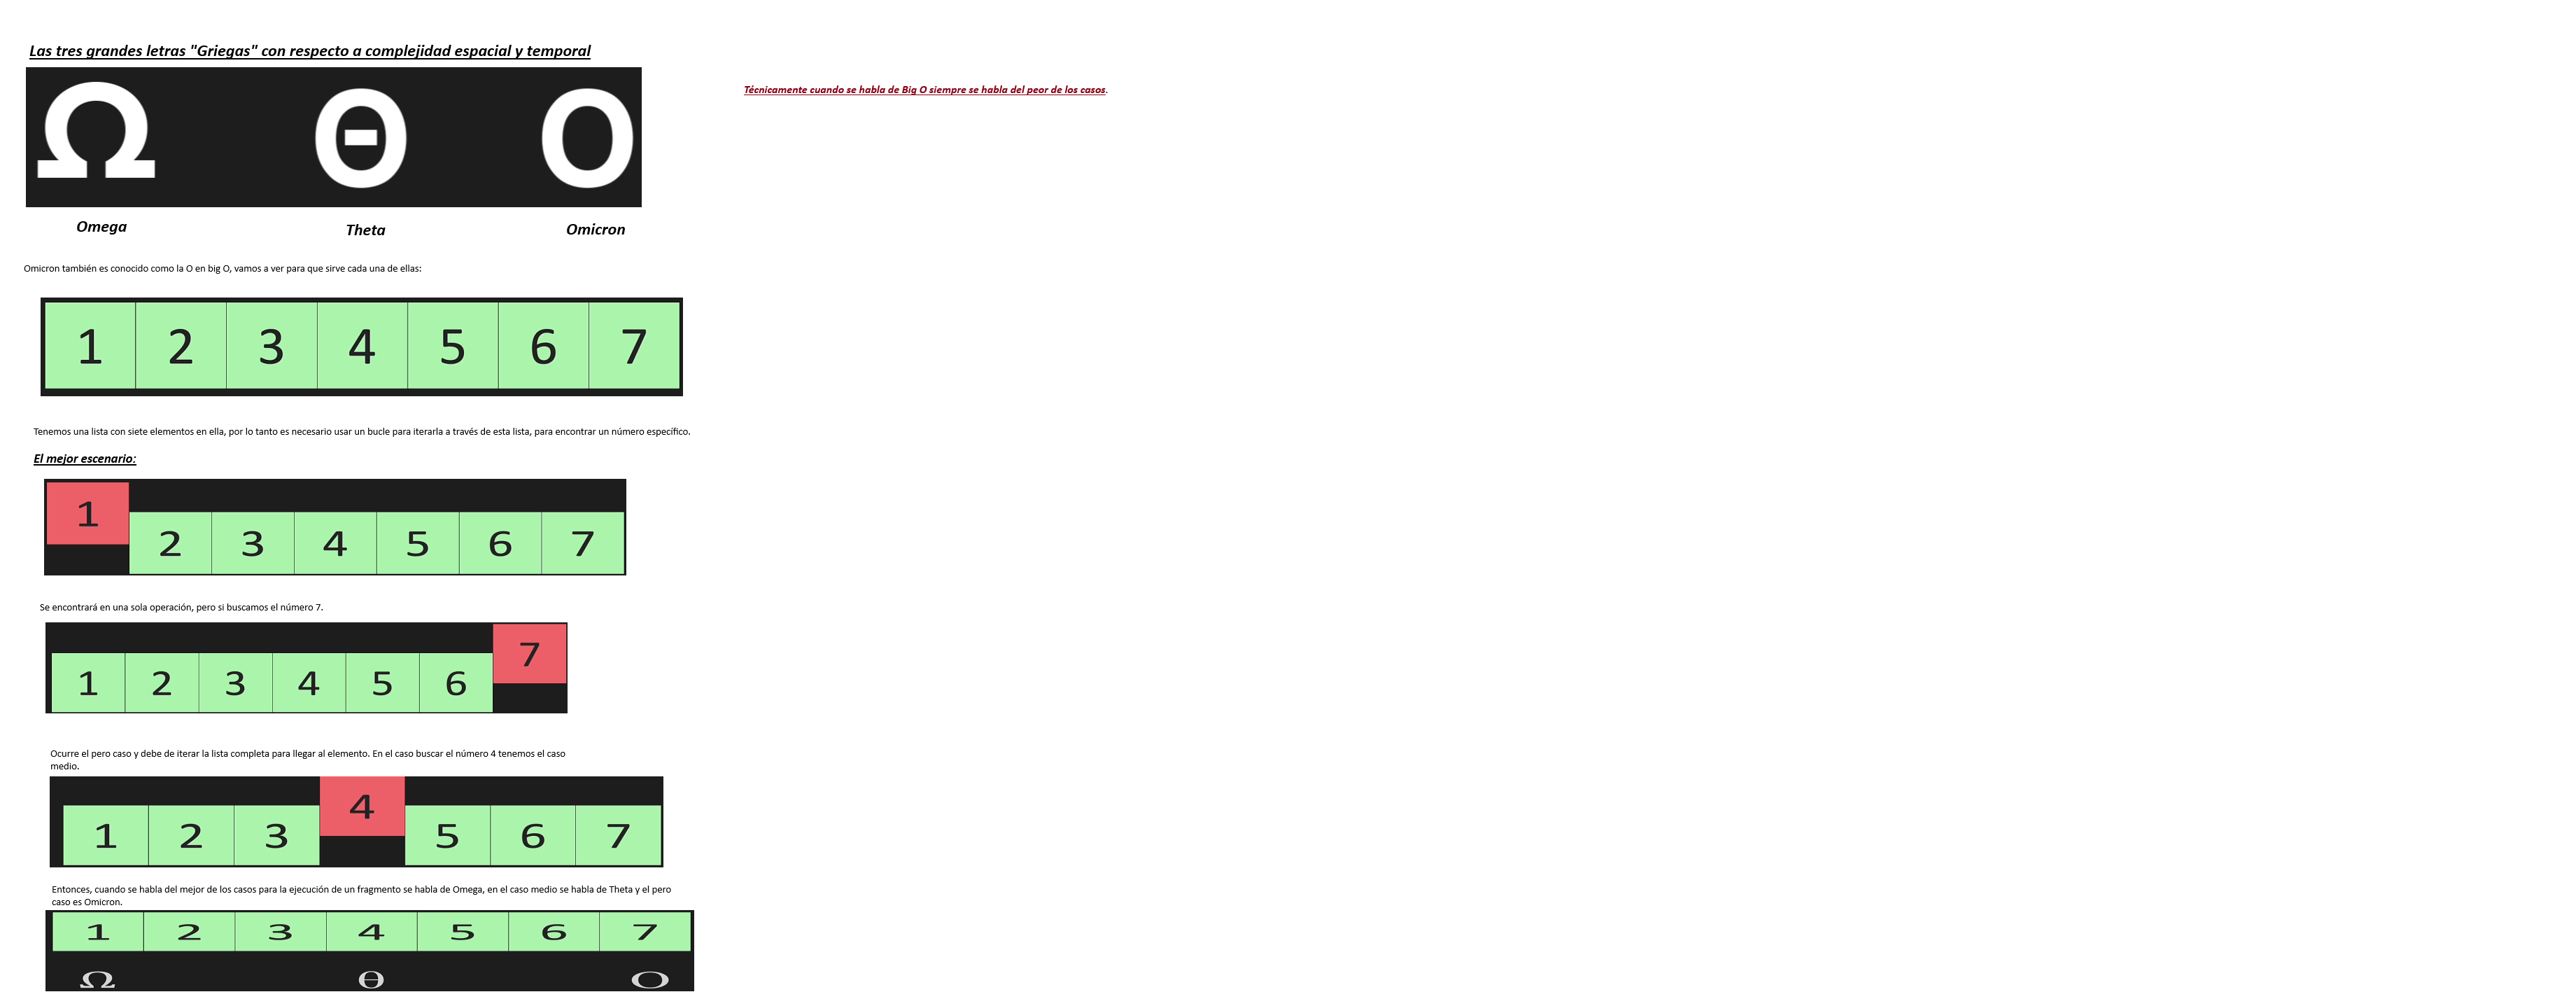 Las tres grandes letras "Griegas" con respecto a complejidad espacial y temporal
Técnicamente cuando se habla de Big O siempre se habla del peor de los casos.
Ω Θ O
Omega Theta Omicron
Omicron también es conocido como la O en big O, vamos a ver para que sirve cada una de ellas:
1 2 3 4 5 6 7
Tenemos una lista con siete elementos en ella, por lo tanto es necesario usar un bucle para iterarla a través de esta lista, para encontrar un número específico.
El mejor escenario:
1 2 3 4 5 6 7
Se encontrará en una sola operación, pero si buscamos el número 7.
1 2 3 4 5 6 7
Ocurre el pero caso y debe de iterar la lista completa para llegar al elemento. En el caso buscar el número 4 tenemos el caso
medio.
1 2 3 4 5 6 7
Entonces, cuando se habla del mejor de los casos para la ejecución de un fragmento se habla de Omega, en el caso medio se habla de Theta y el pero
caso es Omicron.
1 2 3 4 5 6 7
Ω Θ O